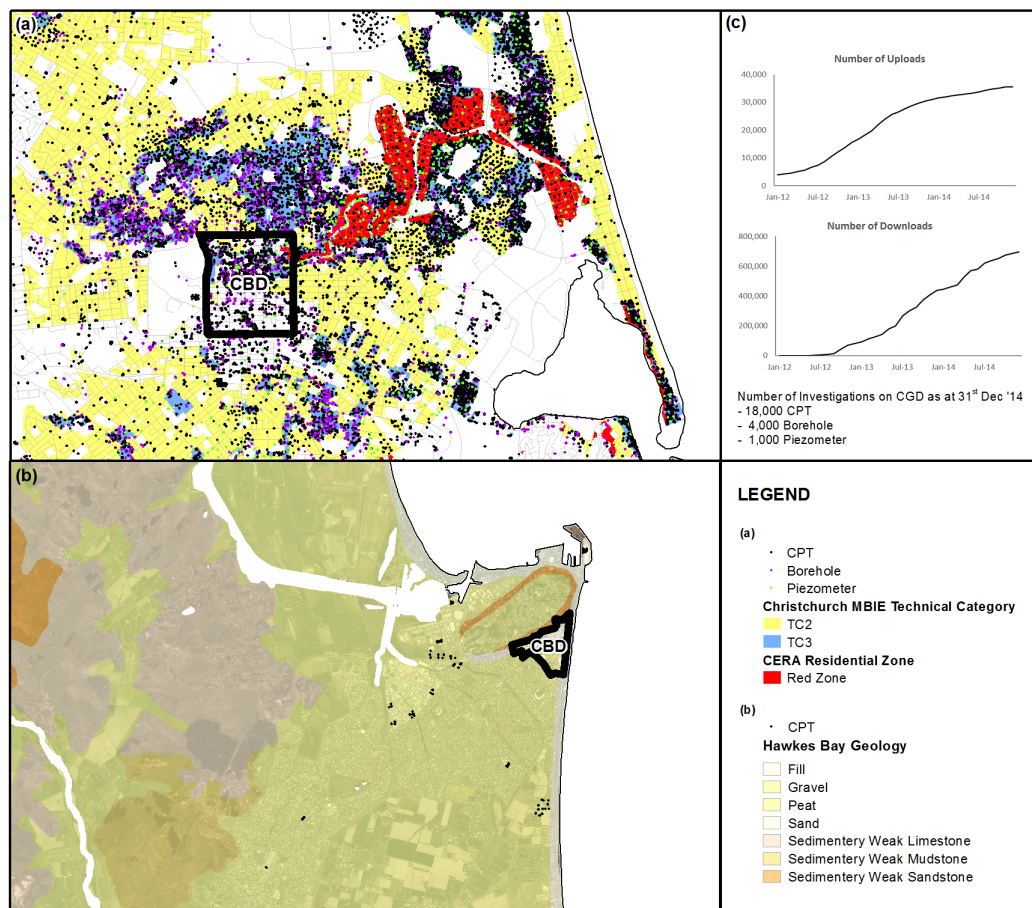 (a)
CBD
(c)
Number of Uploads
40,000
30,000
20,000
10,000
0
Jan-12 Jul-12 Jan-13 Jul-13 Jan-14 Jul-14
Number of Downloads
800,000
600,000
400,000
200,000
0
Jan-12 Jul-12 Jan-13 Jul-13 Jan-14 Jul-14
Number of Investigations on CGD as at 31st Dec '14
- 18,000 CPT
- 4,000 Borehole
- 1,000 Piezometer
(b)
CBD
LEGEND
(a)
CPT
Borehole
Piezometer
Christchurch MBIE Technical Category
TC2
TC3
CERA Residential Zone
Red Zone
(b)
CPT
Hawkes Bay Geology
Fill
Gravel
Peat
Sand
Sedimentery Weak Limestone
Sedimentery Weak Mudstone
Sedimentery Weak Sandstone